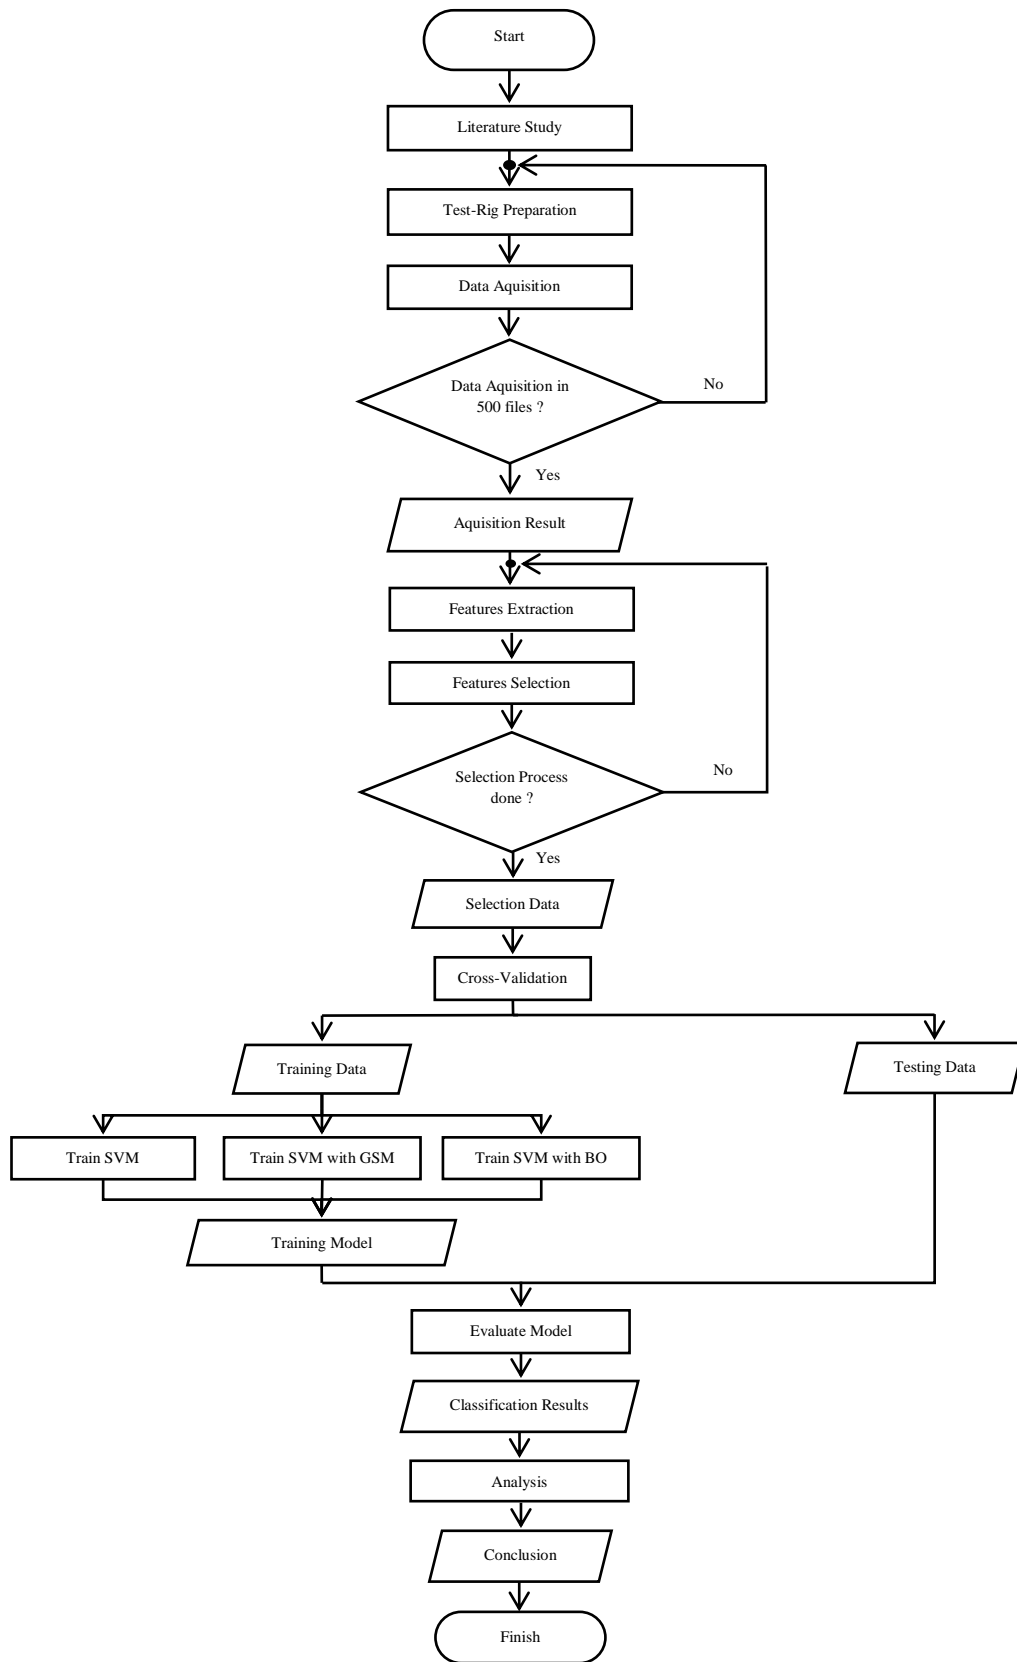 Start
Literature Study
Test-Rig Preparation
Data Aquisition
Data Aquisition in
500 files ?
No
Yes
Aquisition Result
Features Extraction
Features Selection
Selection Process
done ?
No
Yes
Selection Data
Cross-Validation
Training Data
Testing Data
Train SVM
Train SVM with GSM
Train SVM with BO
Training Model
Evaluate Model
Classification Results
Analysis
Conclusion
Finish